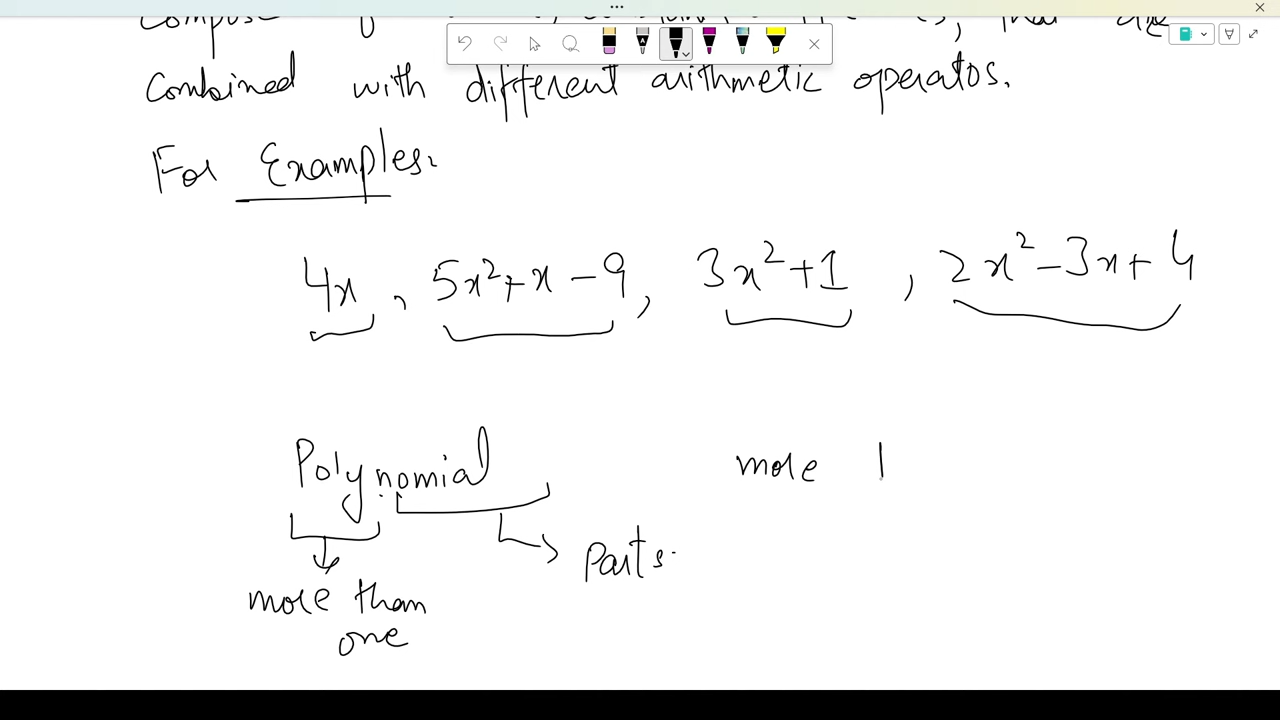 combined with different arithmetic operatos.
For Examples:
4x, 5x²+x-9, 3x²+1, 2x²-3x+4
Polynomial more
parts.
more than
one